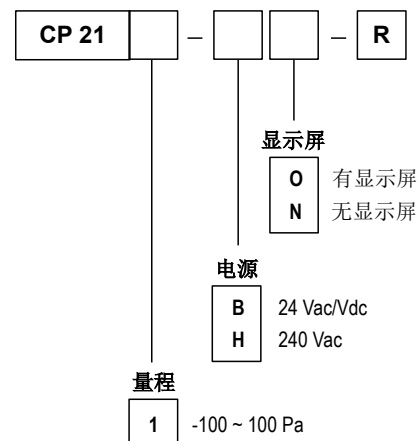 CP 21 – – R
显示屏
O 有显示屏
N 无显示屏
电源
B 24 Vac/Vdc
H 240 Vac
量程
1 -100 ~ 100 Pa